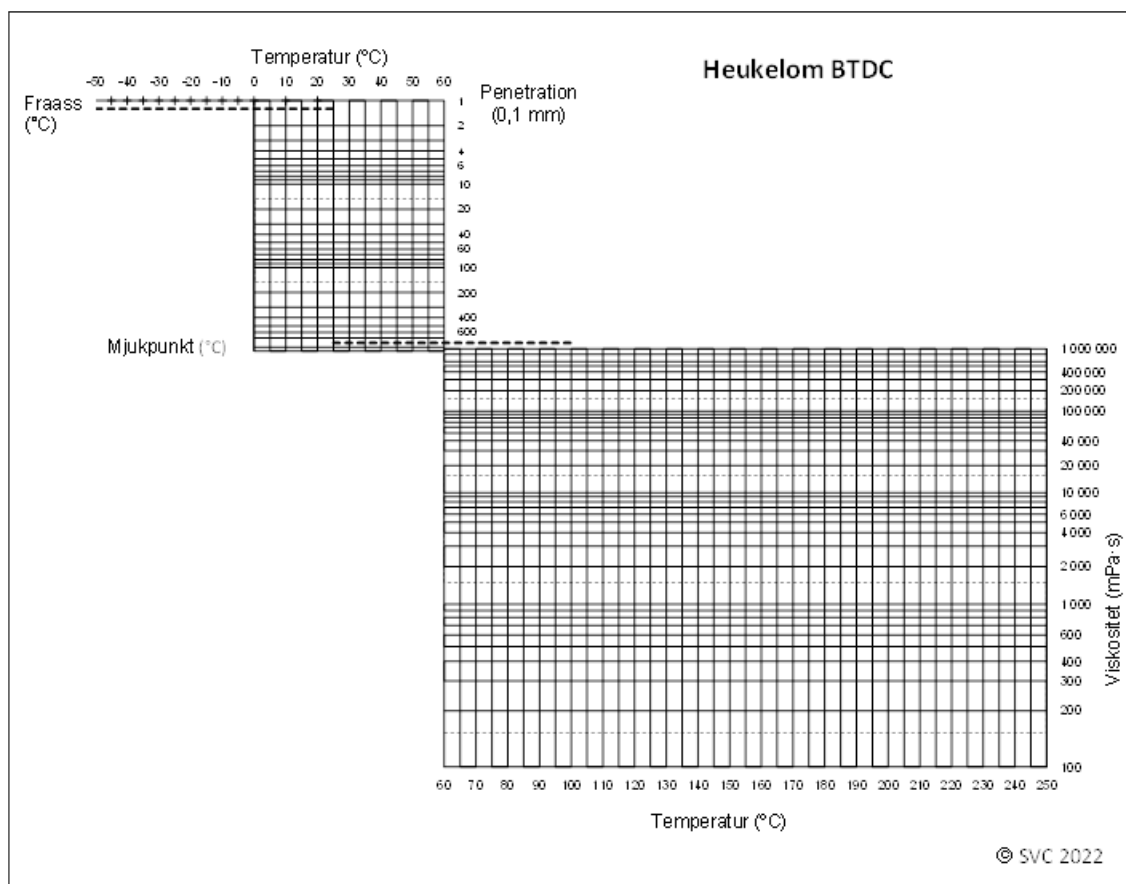 Temperatur (°C)
Heukelom BTDC
-50 -40 -30 -20 -10 0 10 20 30 40 50 60
Fraass
(°C)
Penetration
(0,1 mm)
1
2
4
6
10
20
40
60
100
200
400
600
Mjukpunkt (°C)
1 000 000
400 000
200 000
100 000
40 000
20 000
10 000
6 000
4 000
2 000
1 000
600
400
300
200
100
Viskositet (mPa·s)
60 70 80 90 100 110 120 130 140 150 160 170 180 190 200 210 220 230 240 250
Temperatur (°C)
© SVC 2022